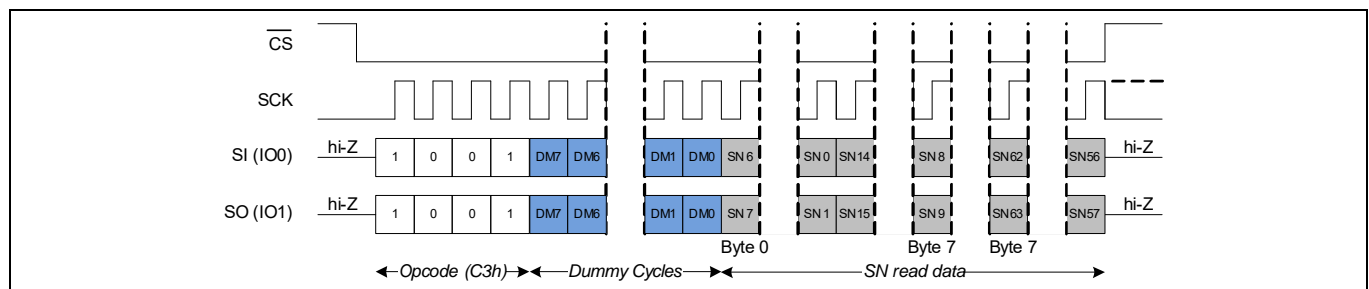 CS
SCK
SI (IO0) hi-Z 1 0 0 1 DM7 DM6 DM1 DM0 SN 6 SN 0 SN14 SN 8 SN62 SN56 hi-Z
SO (IO1) hi-Z 1 0 0 1 DM7 DM6 DM1 DM0 SN 7 SN 1 SN15 SN 9 SN63 SN57 hi-Z
Byte 0 Byte 7 Byte 7
Opcode (C3h) Dummy Cycles SN read data